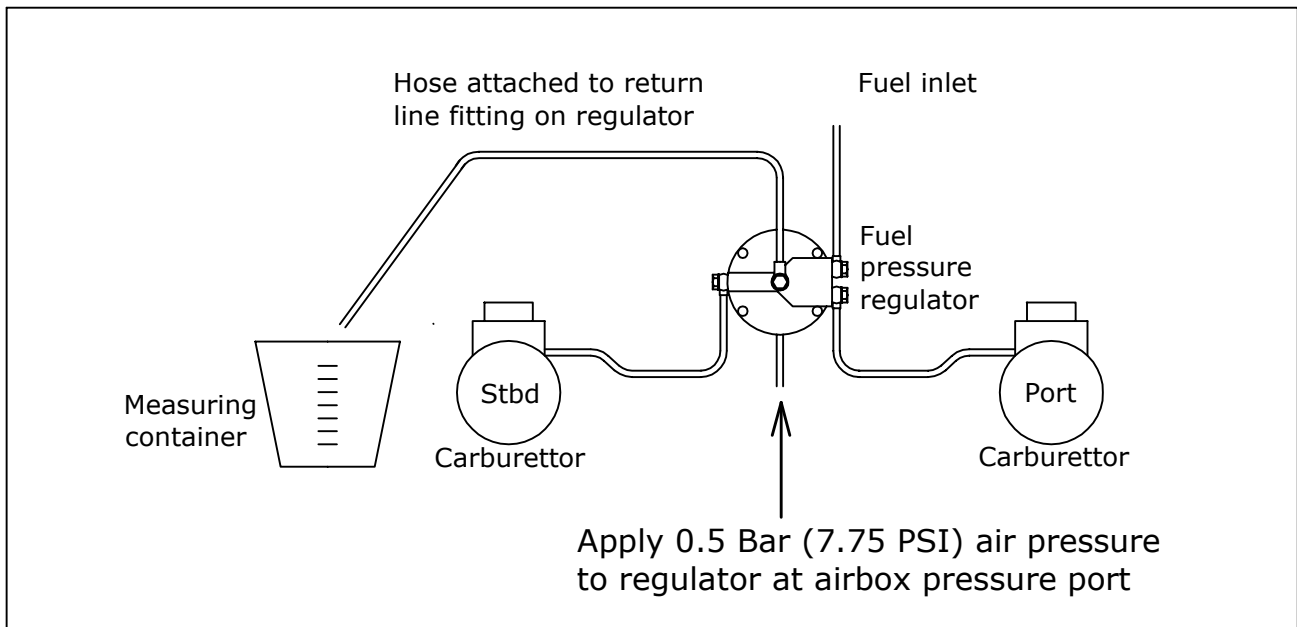 Hose attached to return
line fitting on regulator
Fuel inlet
Fuel
pressure
regulator
Measuring
container
Stbd
Carburettor
Port
Carburettor
Apply 0.5 Bar (7.75 PSI) air pressure
to regulator at airbox pressure port